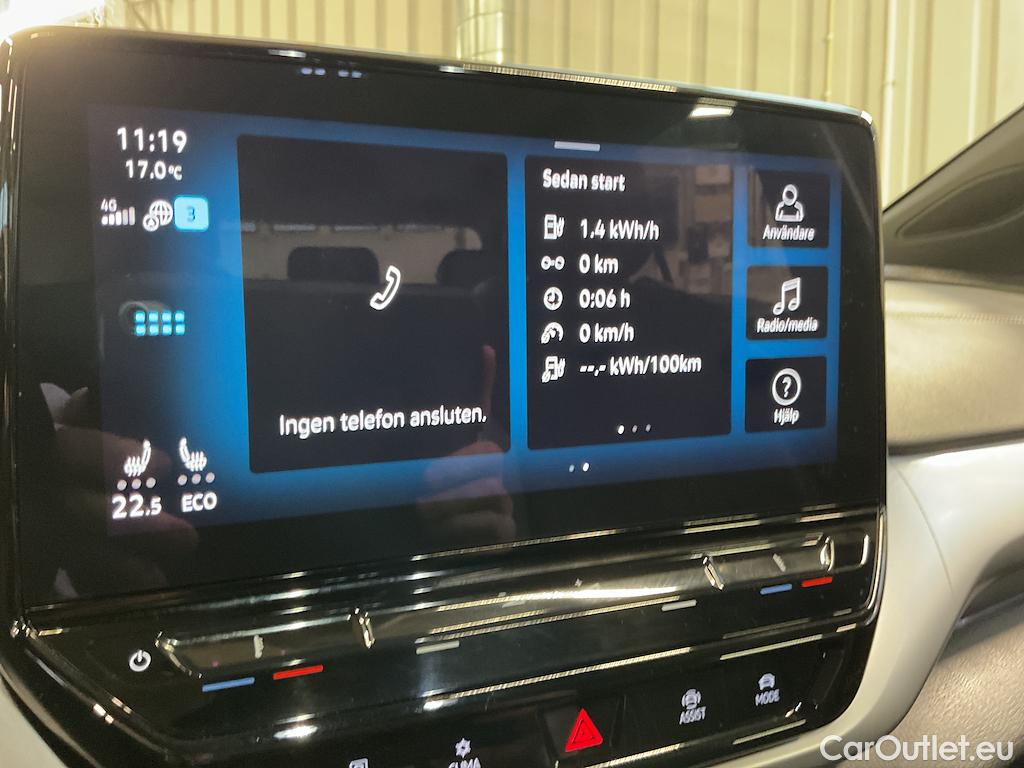 11:19
17.0°C
4G
3
Ingen telefon ansluten.
22.5
ECO
Sedan start
1.4 kWh/h
0 km
0:06 h
0 km/h
--,- kWh/100km
Användare
Radio/media
?
Hjälp
CLIMA
ASSIST
MODE
CarOutlet.eu